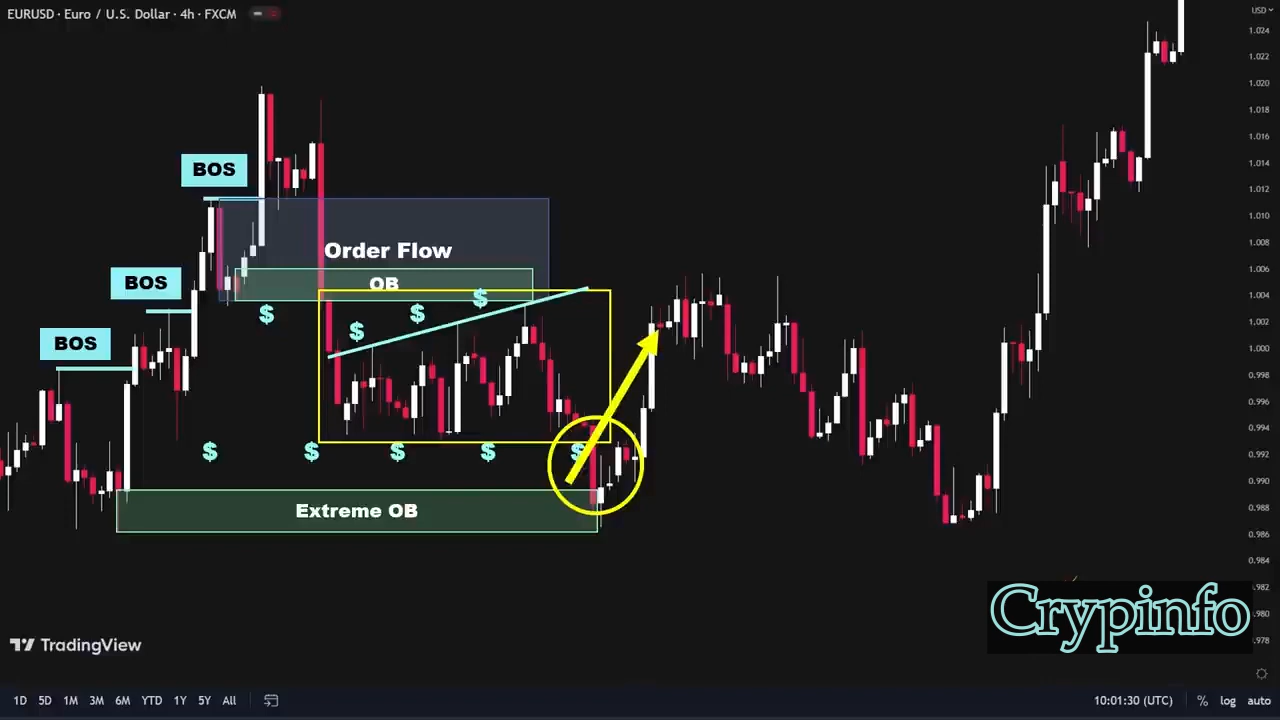 EURUSD · Euro / U.S. Dollar · 4h · FXCM
USD
1.024
1.022
1.020
1.018
1.016
1.014
1.012
1.010
1.008
1.006
1.004
1.002
1.000
0.998
0.996
0.994
0.992
0.990
0.988
0.986
0.984
0.982
0.980
0.978
BOS
BOS
BOS
Order Flow
OB
$ $ $ $
$ $ $ $ $
Extreme OB
Crypinfo
TradingView
1D 5D 1M 3M 6M YTD 1Y 5Y All
10:01:30 (UTC) % log auto